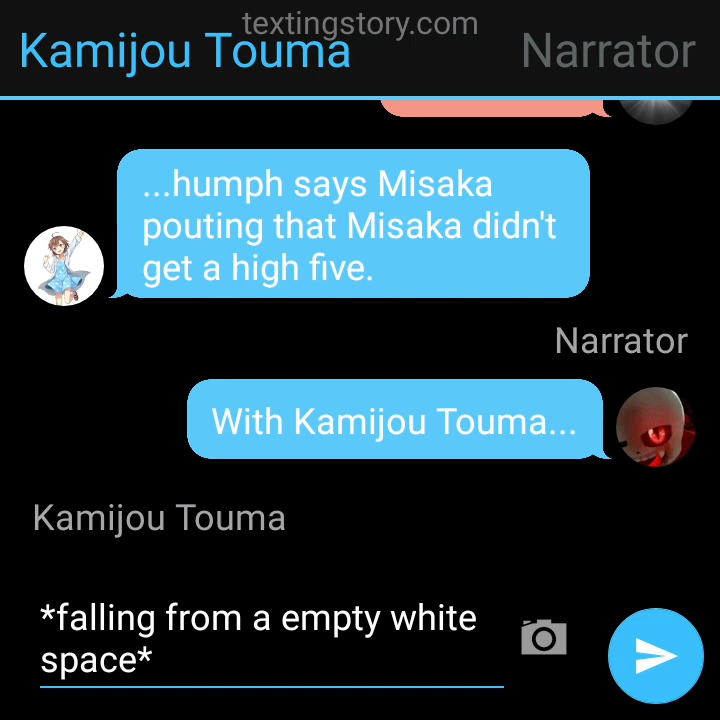 textingstory.com
Kamijou Touma
Narrator
...humph says Misaka
pouting that Misaka didn't
get a high five.
Narrator
With Kamijou Touma...
Kamijou Touma
*falling from a empty white
space*